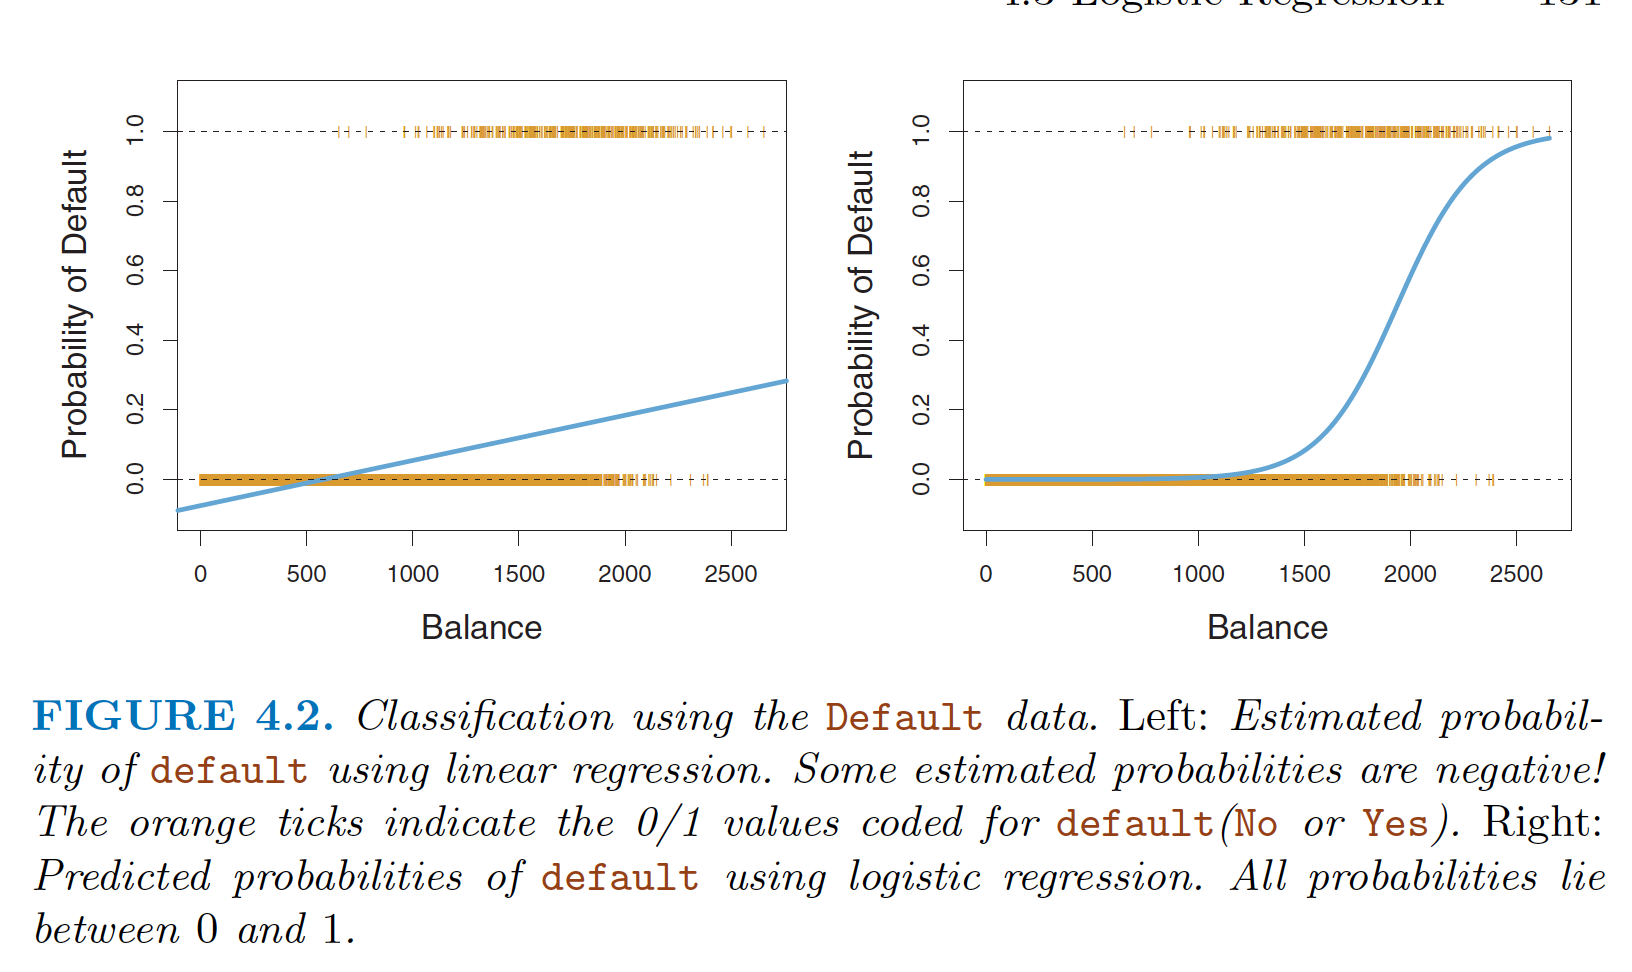 4.3 Logistic Regression 131
1.0
0.8
0.6
0.4
0.2
0.0
Probability of Default
0 500 1000 1500 2000 2500
Balance
1.0
0.8
0.6
0.4
0.2
0.0
Probability of Default
0 500 1000 1500 2000 2500
Balance
FIGURE 4.2. Classification using the Default data. Left: Estimated probabil-
ity of default using linear regression. Some estimated probabilities are negative!
The orange ticks indicate the 0/1 values coded for default(No or Yes). Right:
Predicted probabilities of default using logistic regression. All probabilities lie
between 0 and 1.